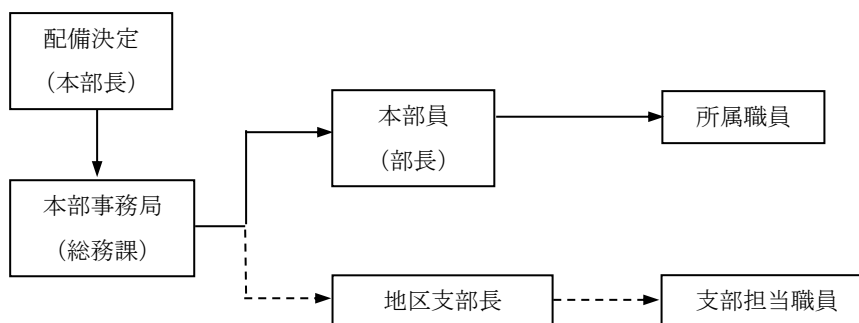 配備決定
（本部長）
本部事務局
（総務課）
本部員
（部長）
所属職員
地区支部長
支部担当職員